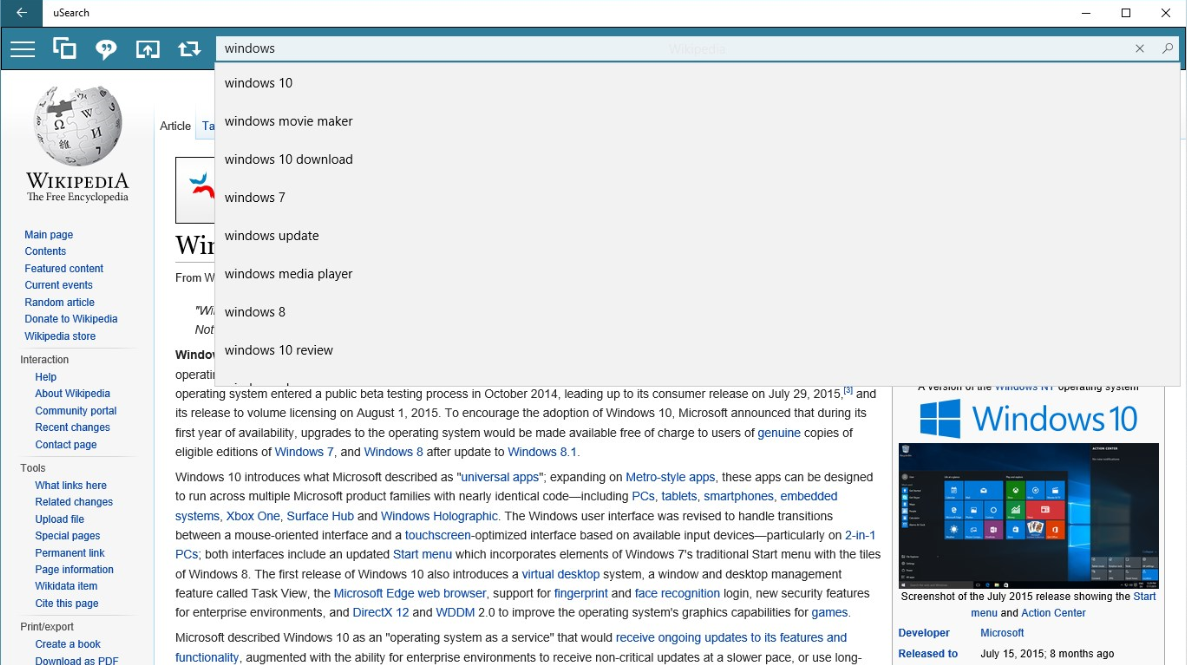 uSearch
windows
Wikipedia
windows 10
windows movie maker
windows 10 download
windows 7
windows update
windows media player
windows 8
windows 10 review
WIKIPEDIA
The Free Encyclopedia
Main page
Contents
Featured content
Current events
Random article
Donate to Wikipedia
Wikipedia store
Interaction
Help
About Wikipedia
Community portal
Recent changes
Contact page
Tools
What links here
Related changes
Upload file
Special pages
Permanent link
Page information
Wikidata item
Cite this page
Print/export
Create a book
Download as PDF
Article Ta
Win
From W
"Wi
Not
Windov
operatin
operating system entered a public beta testing process in October 2014, leading up to its consumer release on July 29, 2015,[3] and
its release to volume licensing on August 1, 2015. To encourage the adoption of Windows 10, Microsoft announced that during its
first year of availability, upgrades to the operating system would be made available free of charge to users of genuine copies of
eligible editions of Windows 7, and Windows 8 after update to Windows 8.1.
Windows 10 introduces what Microsoft described as "universal apps"; expanding on Metro-style apps, these apps can be designed
to run across multiple Microsoft product families with nearly identical code—including PCs, tablets, smartphones, embedded
systems, Xbox One, Surface Hub and Windows Holographic. The Windows user interface was revised to handle transitions
between a mouse-oriented interface and a touchscreen-optimized interface based on available input devices—particularly on 2-in-1
PCs; both interfaces include an updated Start menu which incorporates elements of Windows 7's traditional Start menu with the tiles
of Windows 8. The first release of Windows 10 also introduces a virtual desktop system, a window and desktop management
feature called Task View, the Microsoft Edge web browser, support for fingerprint and face recognition login, new security features
for enterprise environments, and DirectX 12 and WDDM 2.0 to improve the operating system's graphics capabilities for games.
Microsoft described Windows 10 as an "operating system as a service" that would receive ongoing updates to its features and
functionality, augmented with the ability for enterprise environments to receive non-critical updates at a slower pace, or use long-
A version of the Windows NT operating system
Windows 10
ACTION CENTER
Screenshot of the July 2015 release showing the Start
menu and Action Center
Developer Microsoft
Released to July 15, 2015; 8 months ago